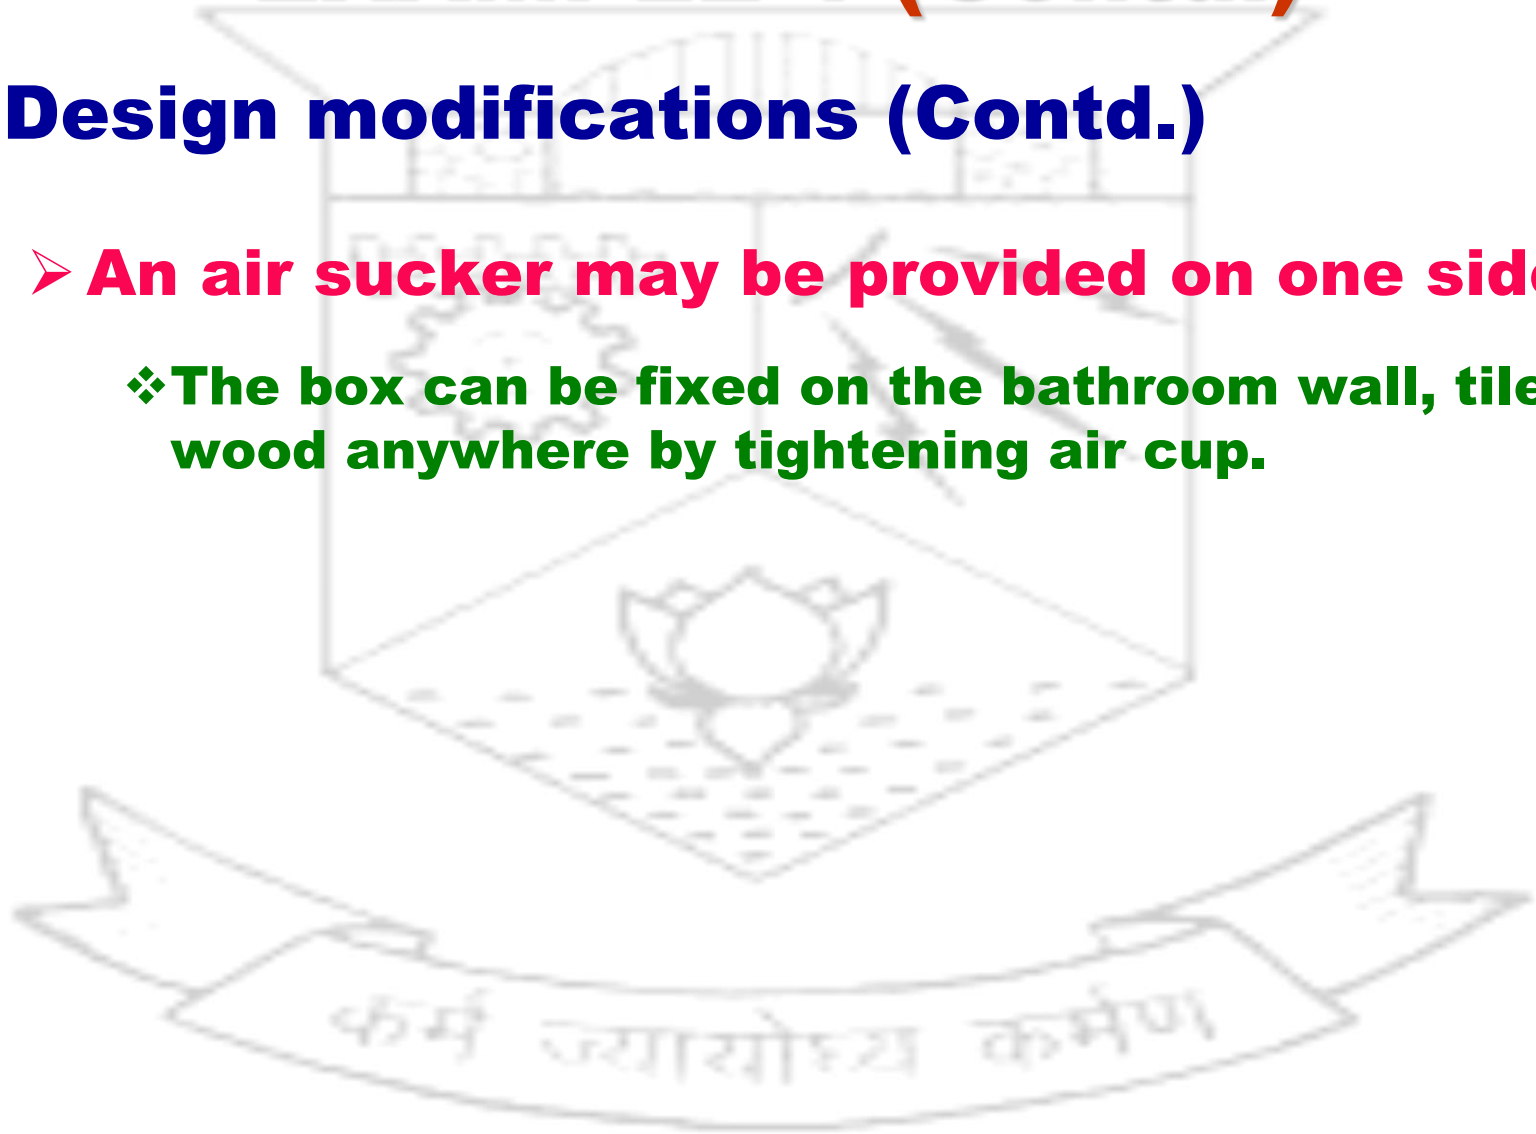 Design modifications (Contd.)
➢ An air sucker may be provided on one side
❖The box can be fixed on the bathroom wall, tile
wood anywhere by tightening air cup.
कर्म ज्यायोध्य कर्मण